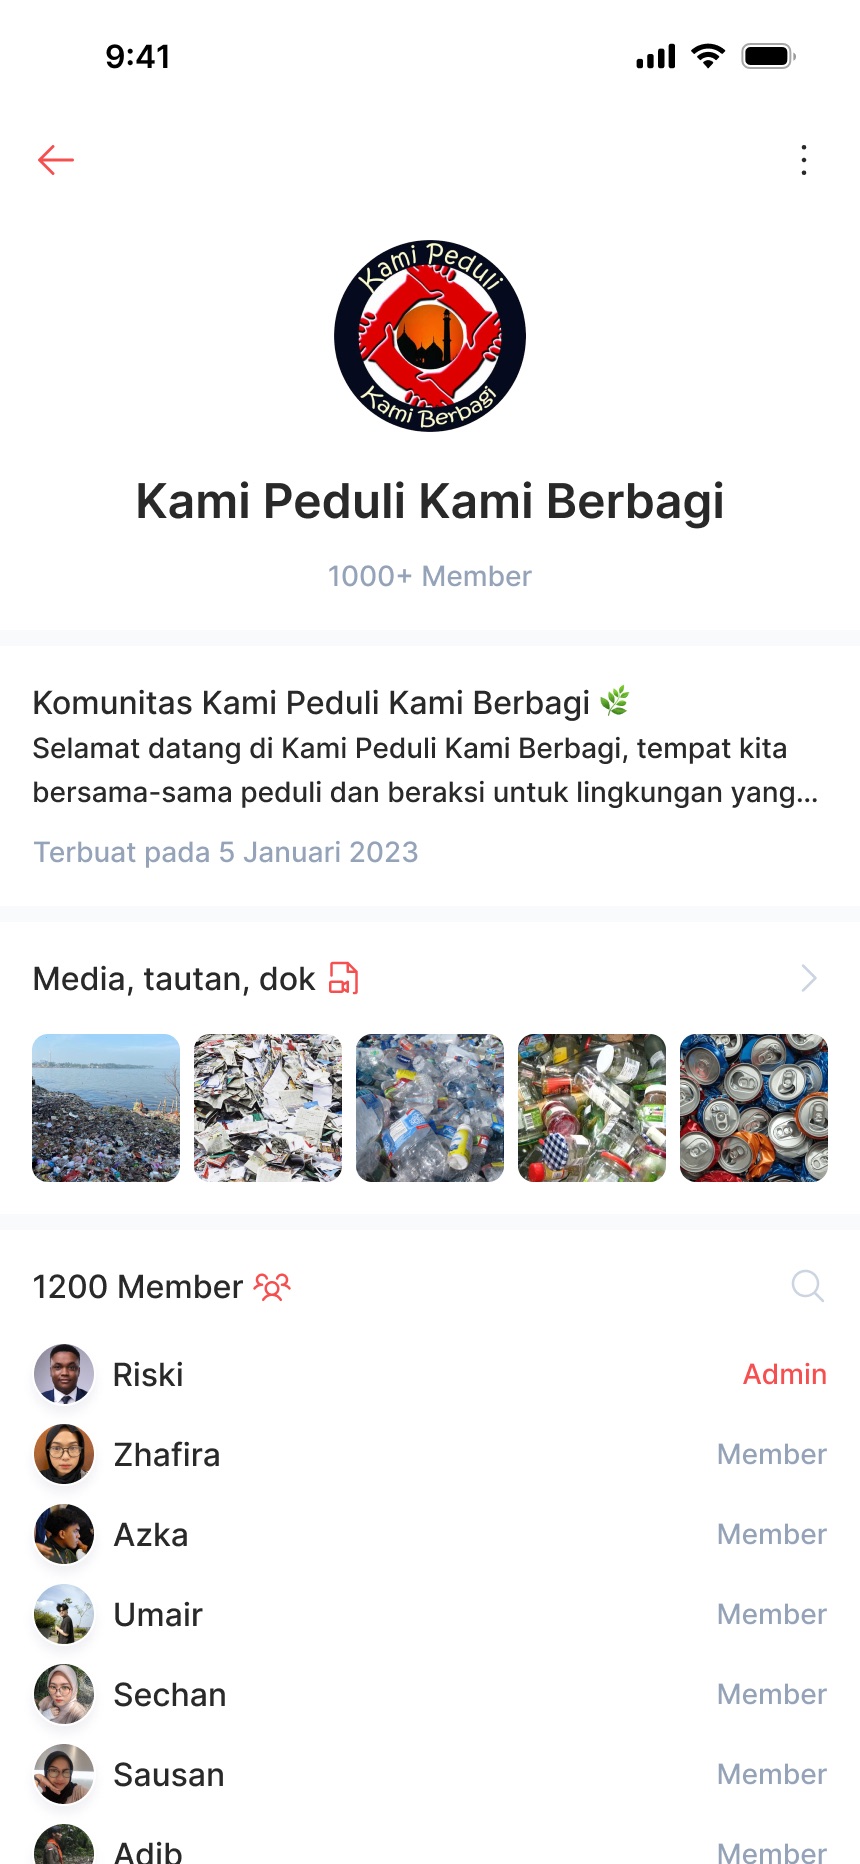 9:41
Kami Peduli
Kami Berbagi
Kami Peduli Kami Berbagi
1000+ Member
Komunitas Kami Peduli Kami Berbagi
Selamat datang di Kami Peduli Kami Berbagi, tempat kita
bersama-sama peduli dan beraksi untuk lingkungan yang...
Terbuat pada 5 Januari 2023
Media, tautan, dok
1200 Member
Riski Admin
Zhafira Member
Azka Member
Umair Member
Sechan Member
Sausan Member
Adib Member